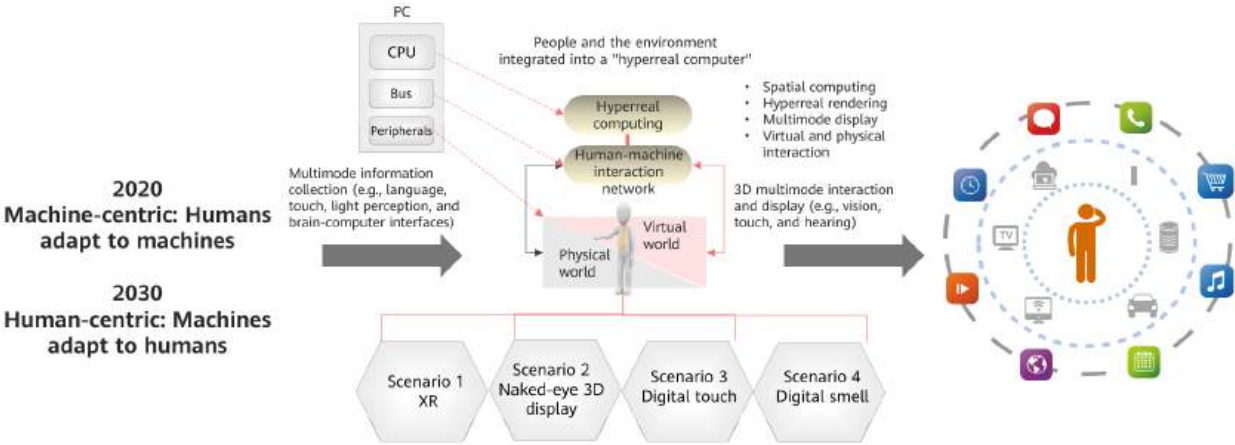 PC
CPU
Bus
Peripherals
People and the environment
integrated into a "hyperreal computer"
Hyperreal
computing
Human-machine
interaction
network
• Spatial computing
• Hyperreal rendering
• Multimode display
• Virtual and physical
interaction
2020
Machine-centric: Humans
adapt to machines
2030
Human-centric: Machines
adapt to humans
Multimode information
collection (e.g., language,
touch, light perception, and
brain-computer interfaces)
Physical
world
Virtual
world
3D multimode interaction
and display (e.g., vision,
touch, and hearing)
Scenario 1
XR
Scenario 2
Naked-eye 3D
display
Scenario 3
Digital touch
Scenario 4
Digital smell
TV